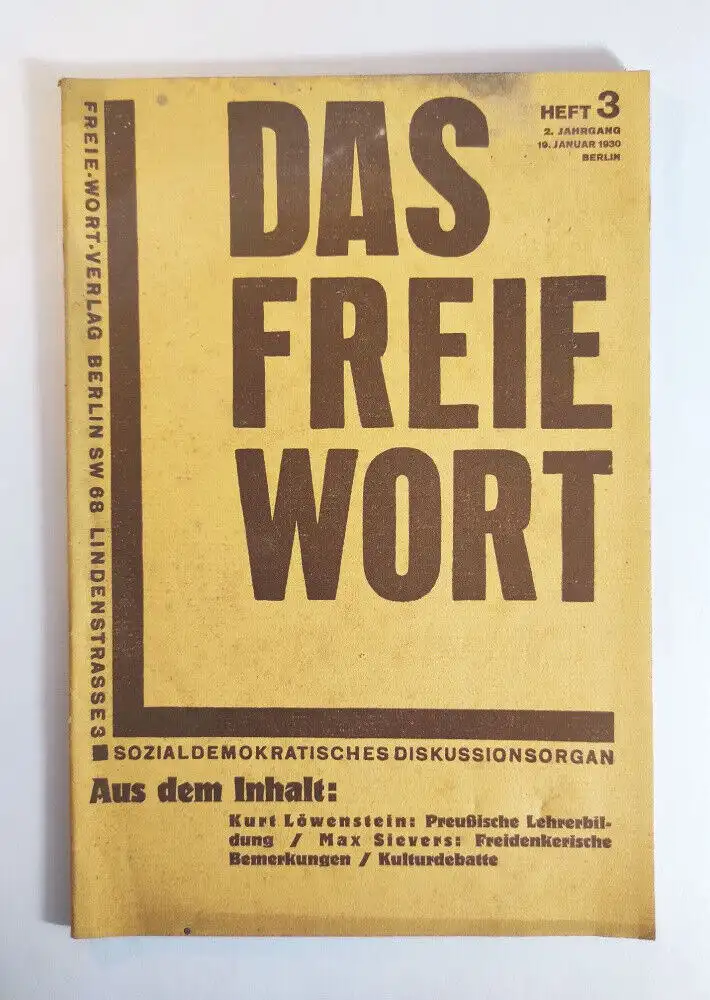 DAS
FREIE
WORT
HEFT 3
2. JAHRGANG
19. JANUAR 1930
BERLIN
FREIE-WORT-VERLAG BERLIN SW 68 LINDENSTRASSE 3
SOZIALDEMOKRATISCHES DISKUSSIONSORGAN
Aus dem Inhalt:
Kurt Löwenstein: Preußische Lehrerbil-
dung / Max Sievers: Freidenkerische
Bemerkungen / Kulturdebatte